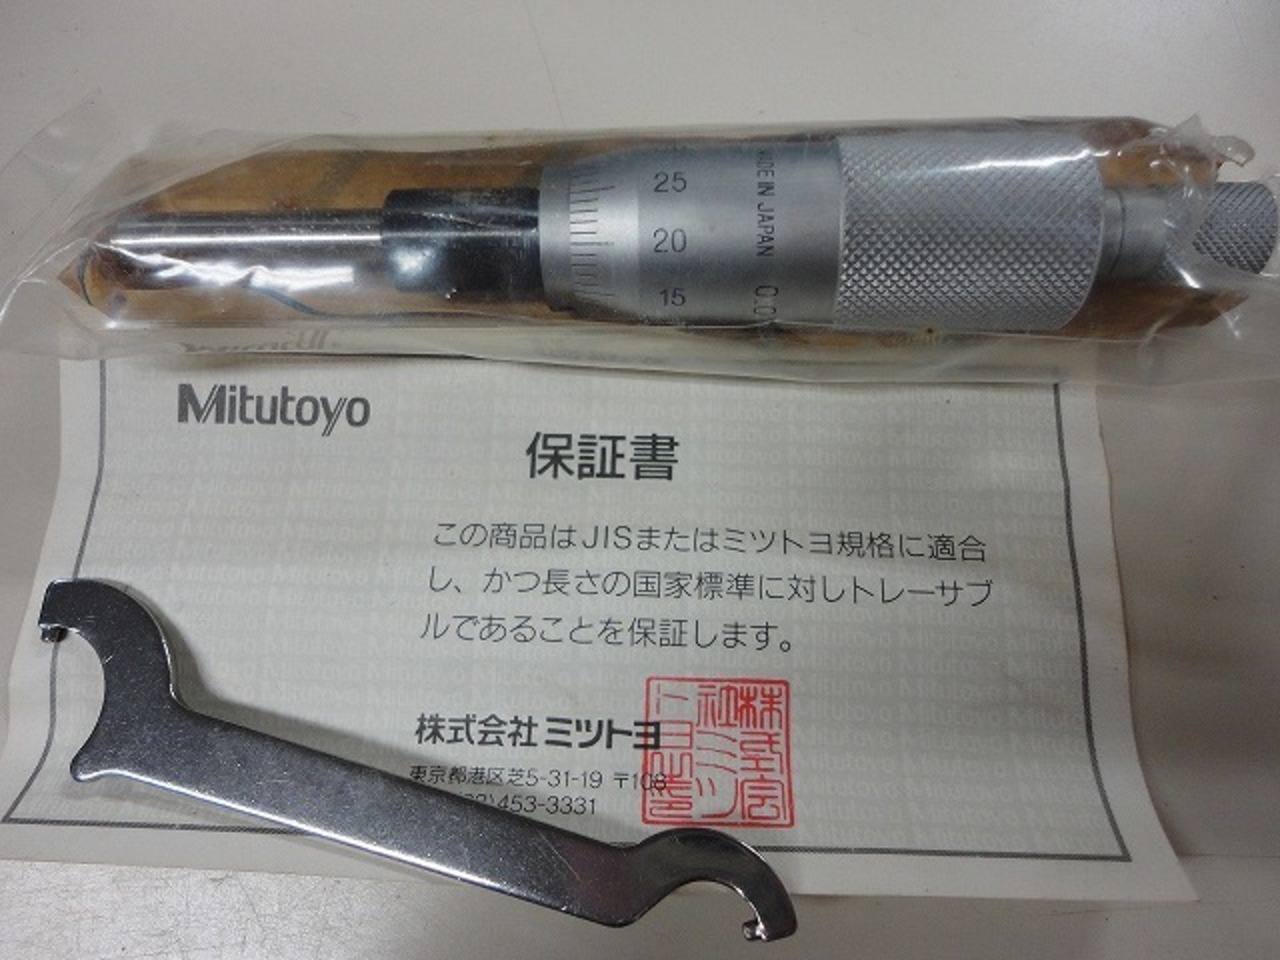 25
20
15
MADE IN JAPAN
Mitutoyo
保証書
この商品はJISまたはミツトヨ規格に適合
し、かつ長さの国家標準に対しトレーサブ
ルであることを保証します。
株式会社 ミツトヨ
東京都港区芝5-31-19 〒108
453-3331